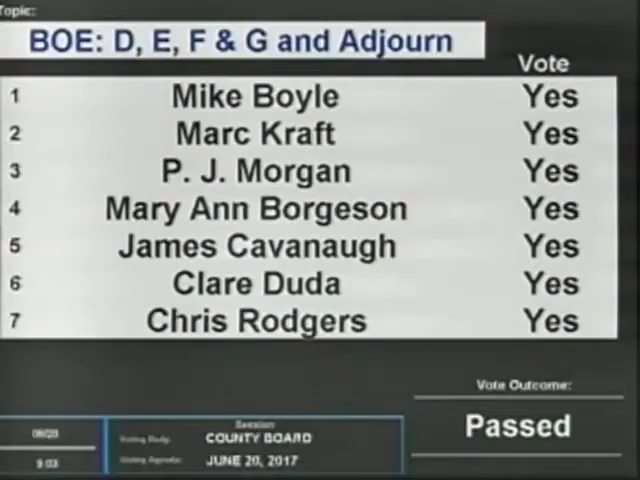 Topic:
BOE: D, E, F & G and Adjourn
Vote
1 Mike Boyle Yes
2 Marc Kraft Yes
3 P. J. Morgan Yes
4 Mary Ann Borgeson Yes
5 James Cavanaugh Yes
6 Clare Duda Yes
7 Chris Rodgers Yes
Vote Outcome:
Passed
Session
COUNTY BOARD
JUNE 20, 2017
9:03